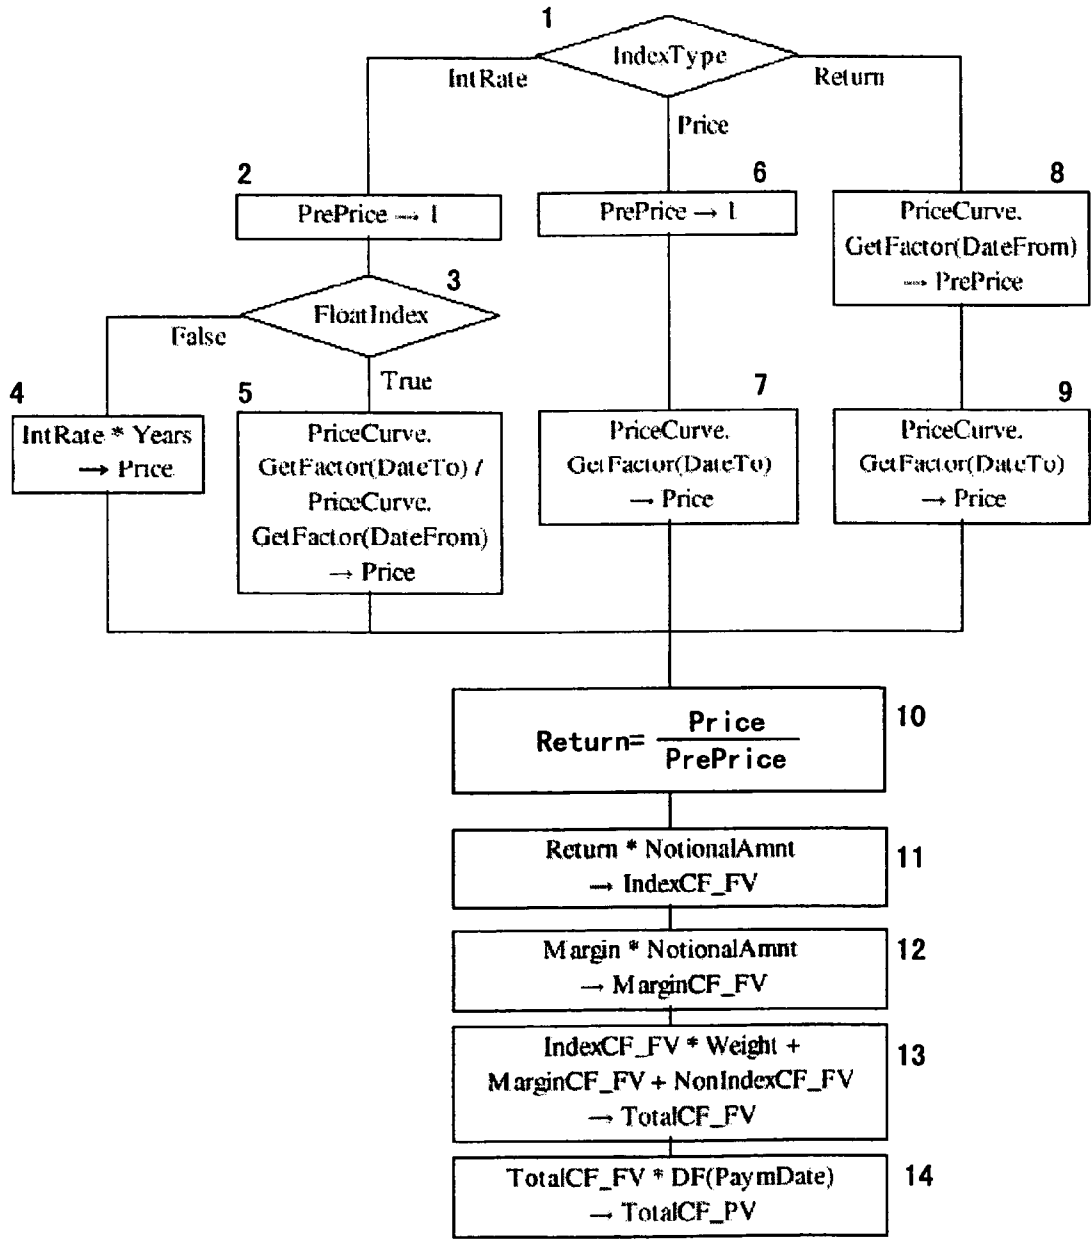 1
IndexType
IntRate
Return
Price
2
PrePrice → 1
6
PrePrice → 1
8
PriceCurve.
GetFactor(DateFrom)
→ PrePrice
3
FloatIndex
False
True
4
IntRate * Years
→ Price
5
PriceCurve.
GetFactor(DateTo) /
PriceCurve.
GetFactor(DateFrom)
→ Price
7
PriceCurve.
GetFactor(DateTo)
→ Price
9
PriceCurve.
GetFactor(DateTo)
→ Price
10
Return= Price
PrePrice
Return * NotionalAmnt
→ IndexCF_FV
11
Margin * NotionalAmnt
→ MarginCF_FV
12
IndexCF_FV * Weight +
MarginCF_FV + NonIndexCF_FV
→ TotalCF_FV
13
TotalCF_FV * DF(PaymDate)
→ TotalCF_PV
14